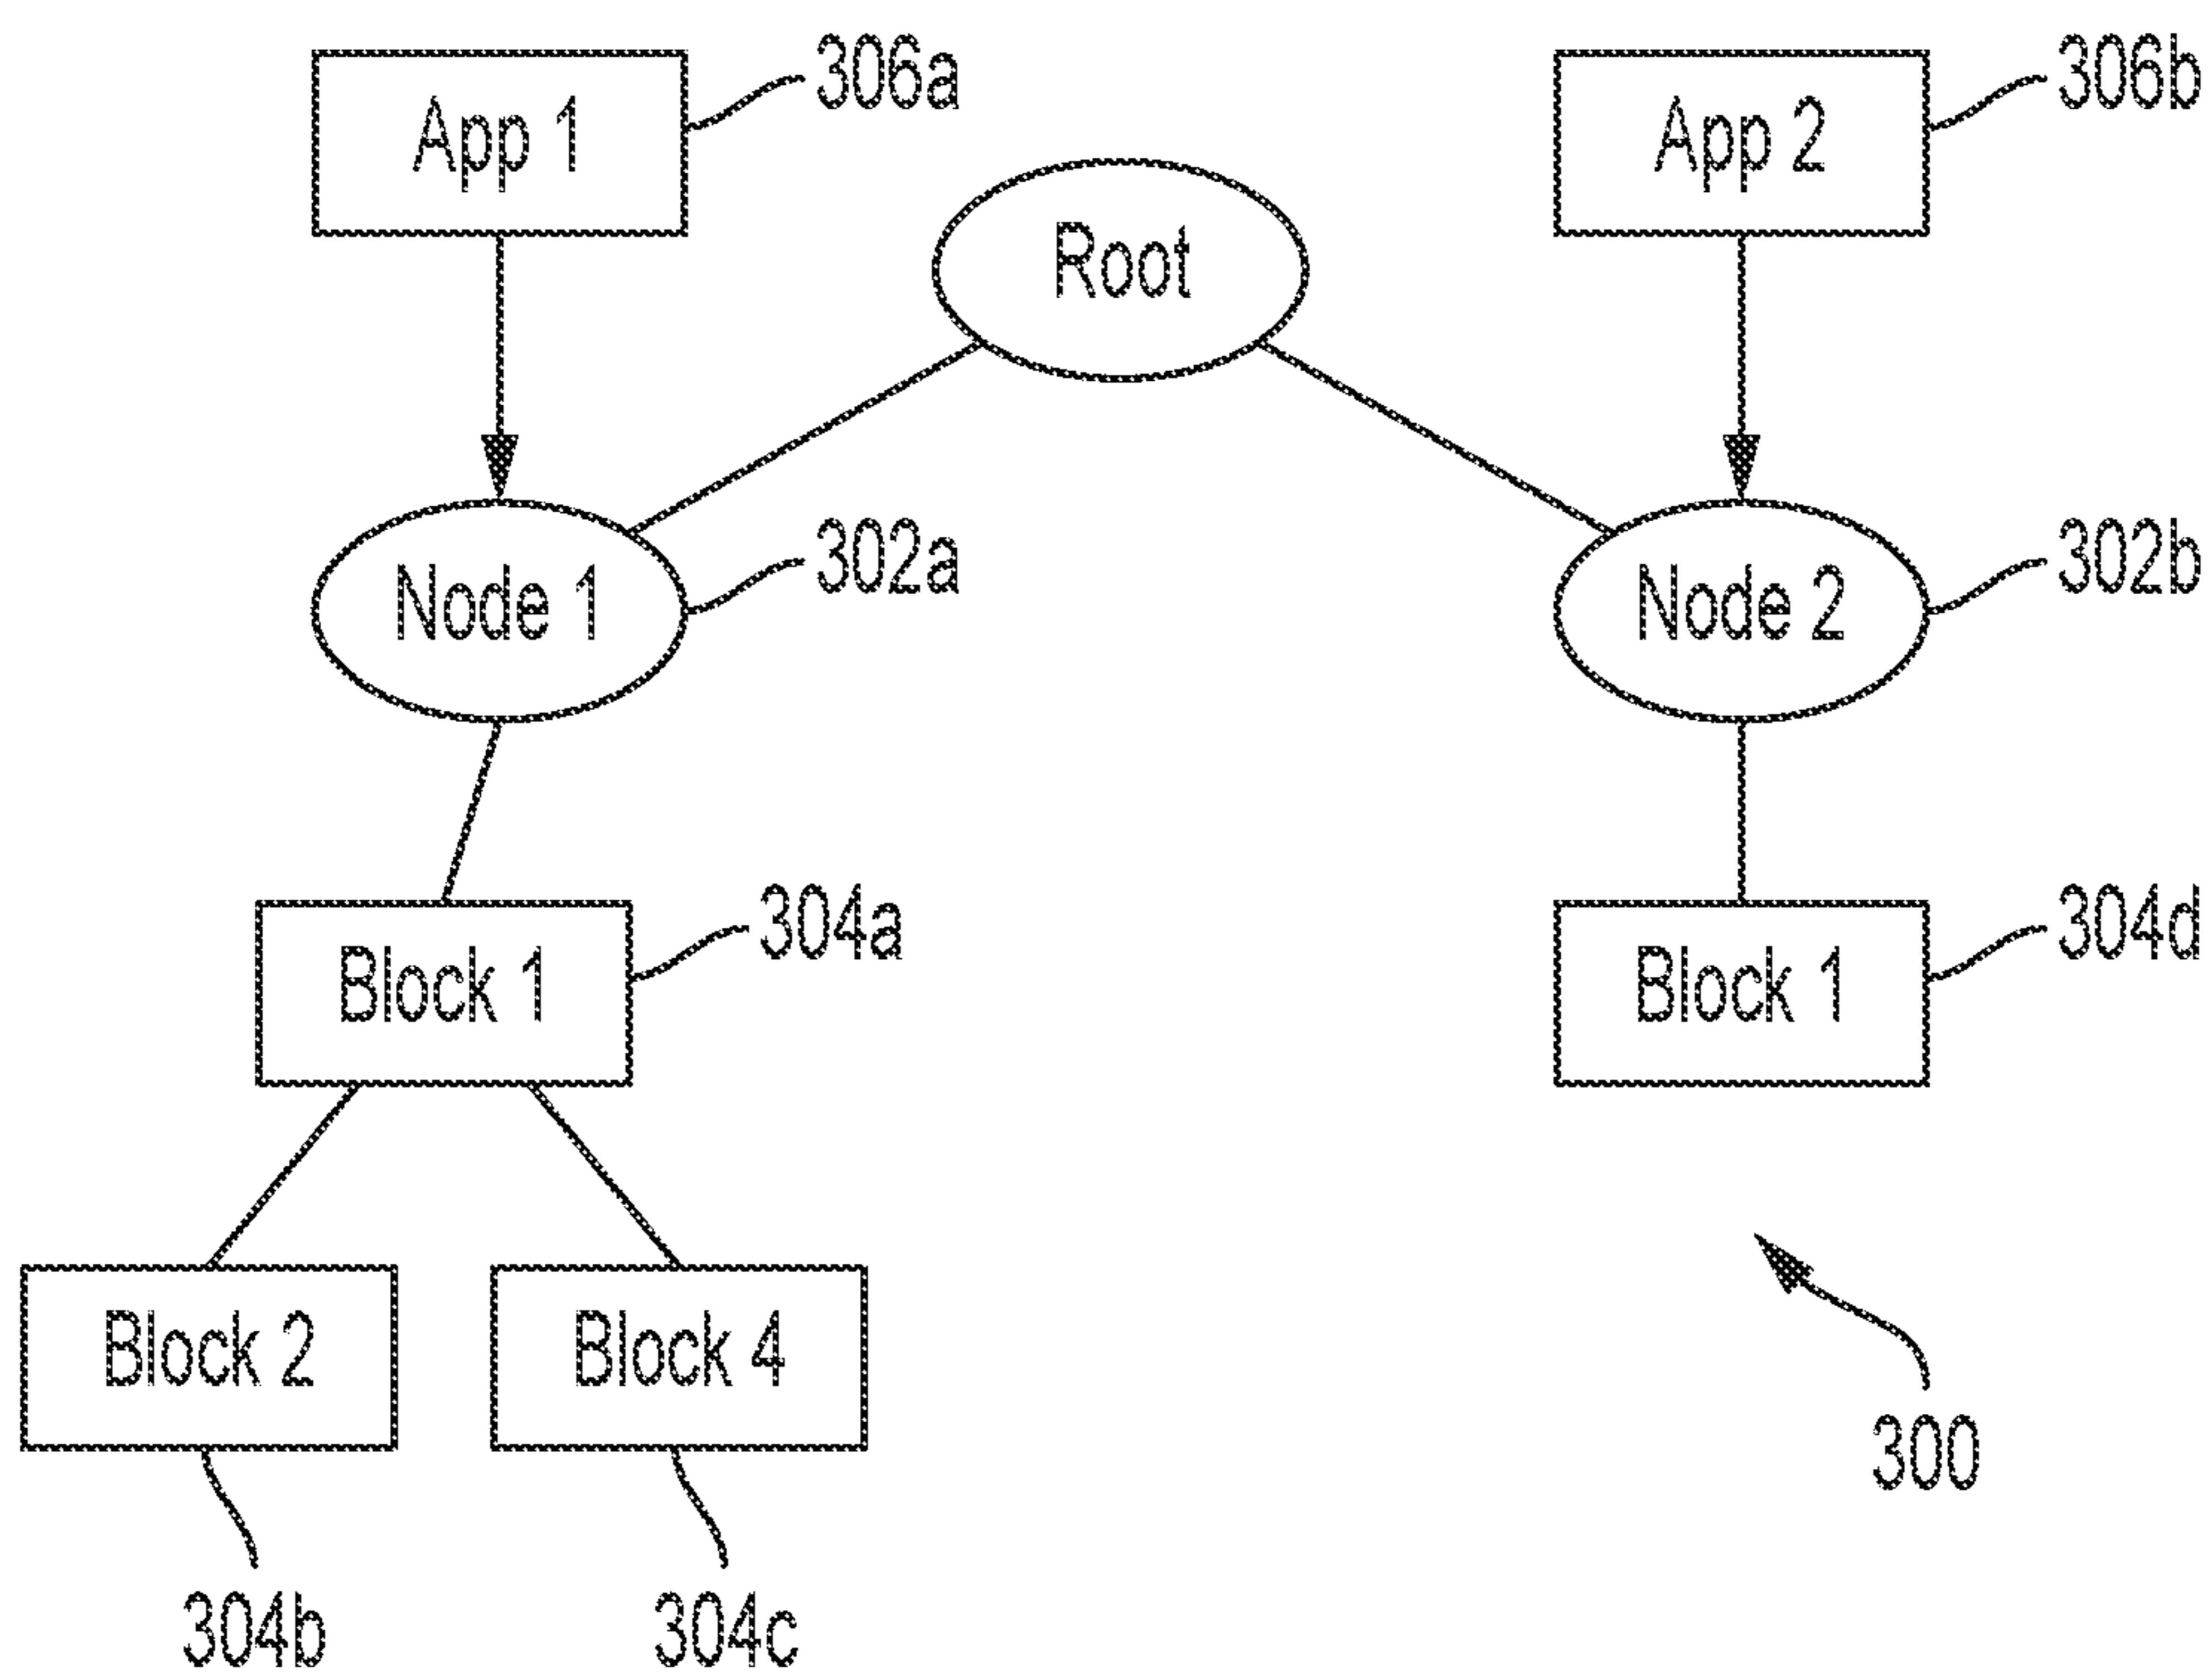 App 1
306a
App 2
306b
Root
Node 1
302a
Node 2
302b
Block 1
304a
Block 1
304d
Block 2
Block 4
300
304b
304c